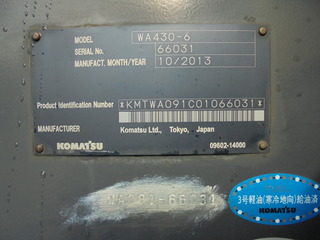 MODEL WA430-6
SERIAL NO. 66031
MANUFACT. MONTH/YEAR 10/2013
Product Identification Number *KMTWA091C01066031*
MANUFACTURER Komatsu Ltd., Tokyo, Japan
KOMATSU 09602-14000
66031
KOMATSU
3号軽油(寒冷地向)給油済